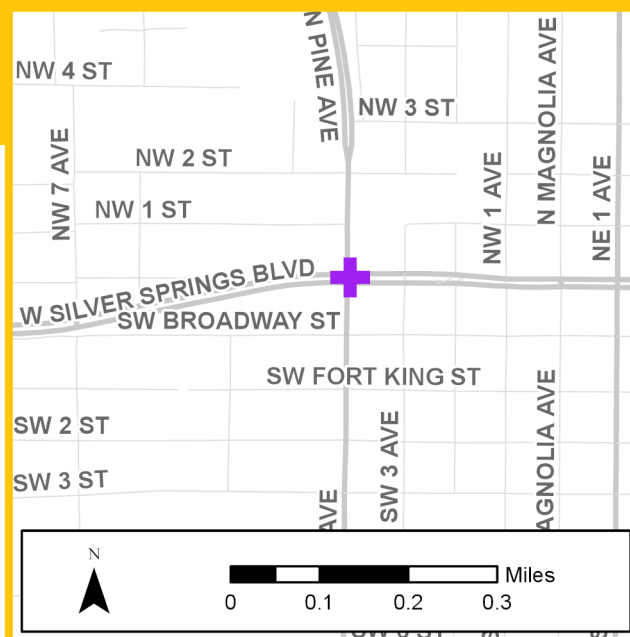 N MAGNOLIA AVE
N PINE AVE
NW 4 ST
NW 3 ST
NW 7 AVE
NW 2 ST
NW 1 AVE
NE 1 AVE
NW 1 ST
W SILVER SPRINGS BLVD
SW BROADWAY ST
SW FORT KING ST
AGNOLIA AVE
SW 2 ST
SW 3 AVE
SW 3 ST
AVE
N
Miles
0 0.1 0.2 0.3